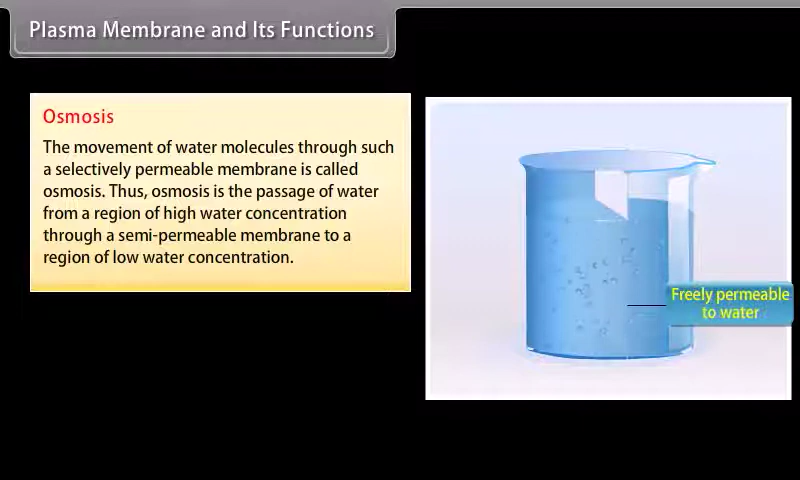 Plasma Membrane and Its Functions
Osmosis
The movement of water molecules through such
a selectively permeable membrane is called
osmosis. Thus, osmosis is the passage of water
from a region of high water concentration
through a semi-permeable membrane to a
region of low water concentration.
Freely permeable
to water